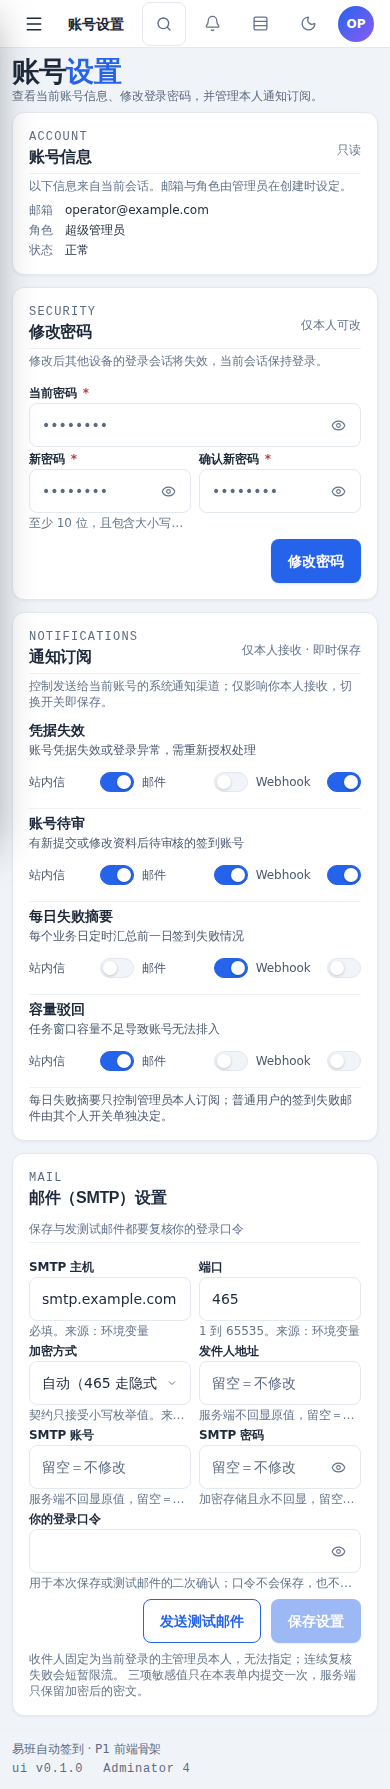 账号设置
OP
账号设置
查看当前账号信息、修改登录密码，并管理本人通知订阅。
ACCOUNT
账号信息
只读
以下信息来自当前会话。邮箱与角色由管理员在创建时设定。
邮箱 operator@example.com
角色 超级管理员
状态 正常
SECURITY
修改密码
仅本人可改
修改后其他设备的登录会话将失效，当前会话保持登录。
当前密码 *
••••••••
新密码 * 确认新密码 *
•••••••• ••••••••
至少 10 位，且包含大小写…
修改密码
NOTIFICATIONS
通知订阅
仅本人接收 · 即时保存
控制发送给当前账号的系统通知渠道；仅影响你本人接收，切
换开关即保存。
凭据失效
账号凭据失效或登录异常，需重新授权处理
站内信 邮件 Webhook
账号待审
有新提交或修改资料后待审核的签到账号
站内信 邮件 Webhook
每日失败摘要
每个业务日定时汇总前一日签到失败情况
站内信 邮件 Webhook
容量驳回
任务窗口容量不足导致账号无法排入
站内信 邮件 Webhook
每日失败摘要只控制管理员本人订阅；普通用户的签到失败邮
件由其个人开关单独决定。
MAIL
邮件（SMTP）设置
保存与发测试邮件都要复核你的登录口令
SMTP 主机 端口
smtp.example.com 465
必填。来源：环境变量 1 到 65535。来源：环境变量
加密方式 发件人地址
自动（465 走隐式 留空＝不修改
契约只接受小写枚举值。来… 服务端不回显原值，留空＝…
SMTP 账号 SMTP 密码
留空＝不修改 留空＝不修改
服务端不回显原值，留空＝… 加密存储且永不回显，留空…
你的登录口令
用于本次保存或测试邮件的二次确认；口令不会保存，也不…
发送测试邮件 保存设置
收件人固定为当前登录的主管理员本人，无法指定；连续复核
失败会短暂限流。 三项敏感值只在本表单内提交一次，服务端
只保留加密后的密文。
易班自动签到 · P1 前端骨架
ui v0.1.0 Adminator 4